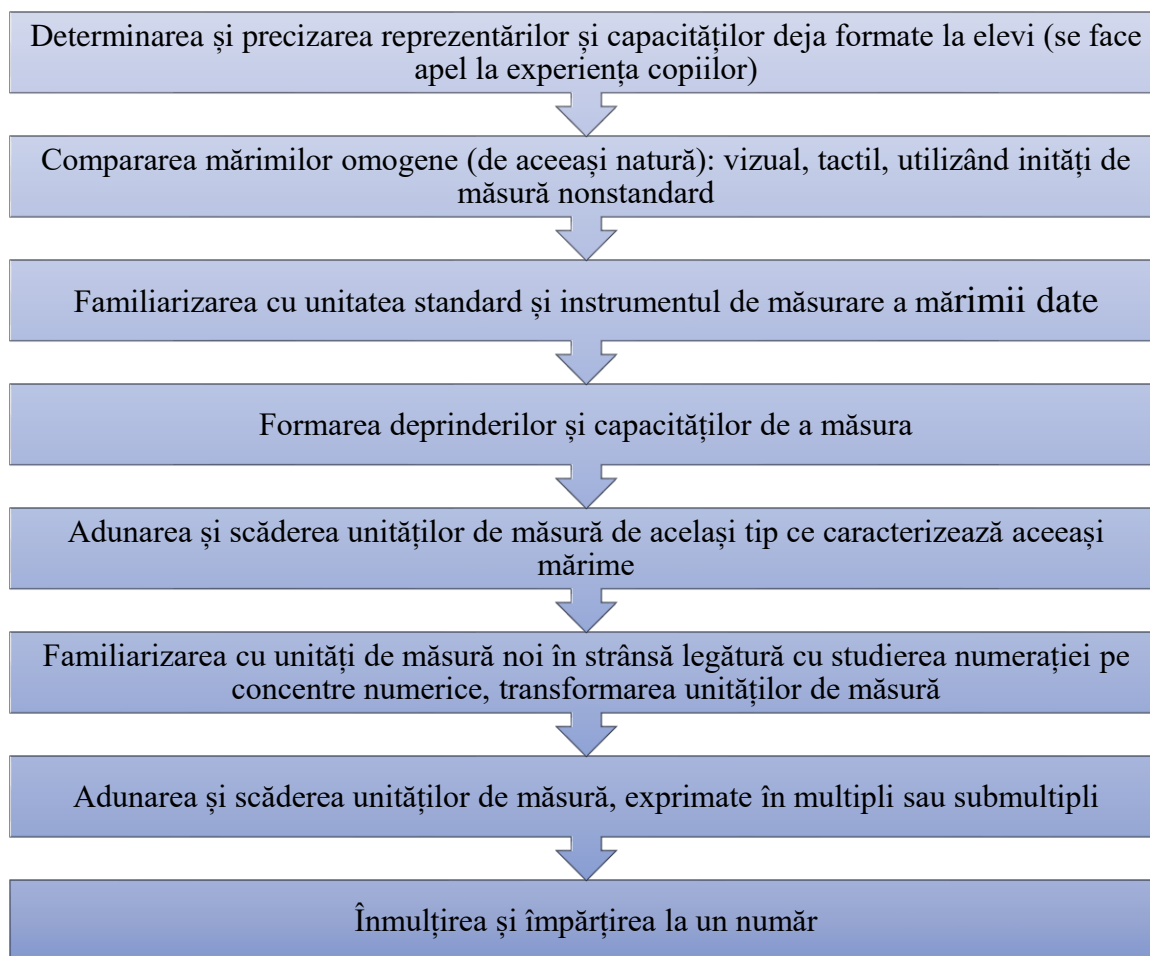 Determinarea și precizarea reprezentărilor și capacităților deja formate la elevi (se face
apel la experiența copiilor)
Compararea mărimilor omogene (de aceeași natură): vizual, tactil, utilizând inități de
măsură nonstandard
Familiarizarea cu unitatea standard și instrumentul de măsurare a mărimii date
Formarea deprinderilor și capacităților de a măsura
Adunarea și scăderea unităților de măsură de același tip ce caracterizează aceeași
mărime
Familiarizarea cu unități de măsură noi în strânsă legătură cu studierea numerației pe
concentre numerice, transformarea unităților de măsură
Adunarea și scăderea unităților de măsură, exprimate în multipli sau submultipli
Înmulțirea și împărțirea la un număr